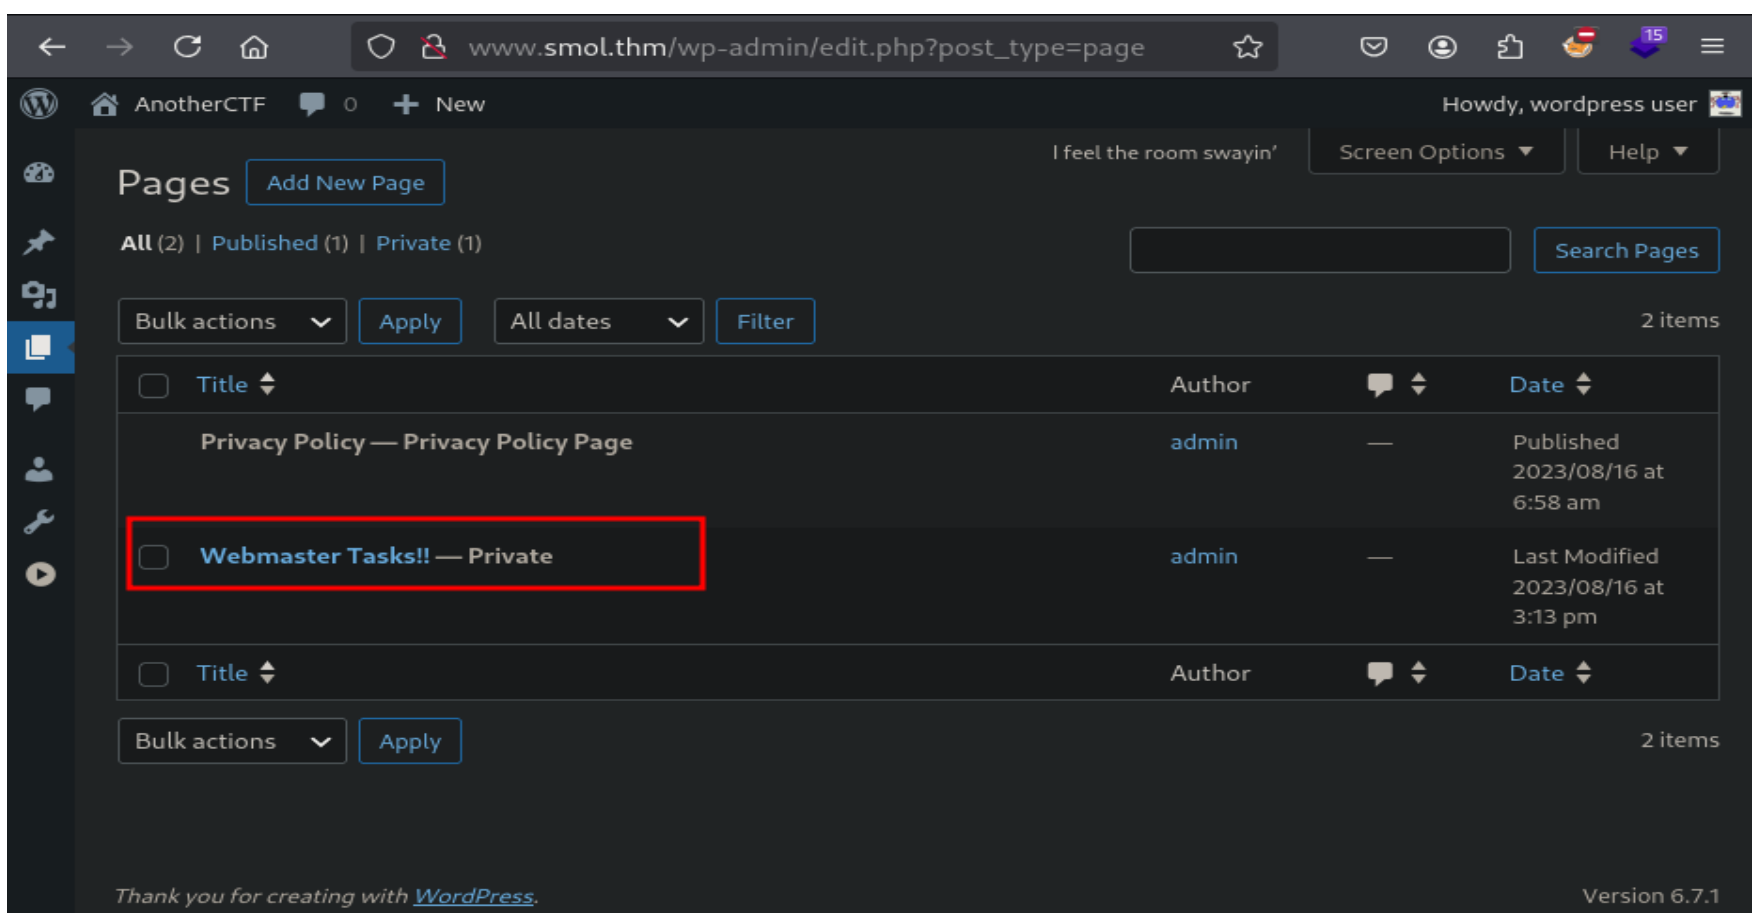 www.smol.thm/wp-admin/edit.php?post_type=page 15
AnotherCTF 0 + New Howdy, wordpress user
I feel the room swayin’ Screen Options Help
Pages Add New Page
All (2) | Published (1) | Private (1)
Search Pages
Bulk actions Apply All dates Filter 2 items
Title Author Date
Privacy Policy — Privacy Policy Page admin — Published
2023/08/16 at
6:58 am
Webmaster Tasks!! — Private admin — Last Modified
2023/08/16 at
3:13 pm
Title Author Date
Bulk actions Apply 2 items
Thank you for creating with WordPress. Version 6.7.1